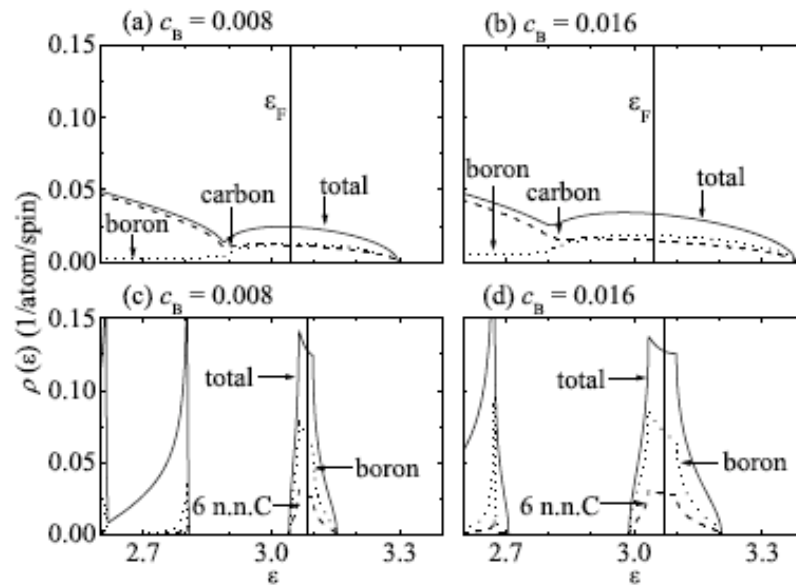 (a) c_B = 0.008
(b) c_B = 0.016
0.15
0.10
0.05
0.00
ρ (ε) (1/atom/spin)
ε_F
boron
carbon
total
ε_F
boron
carbon
total
(c) c_B = 0.008
(d) c_B = 0.016
0.15
0.10
0.05
0.00
total
boron
6 n.n.C
total
boron
6 n.n.C
2.7 3.0 3.3
2.7 3.0 3.3
ε
ε